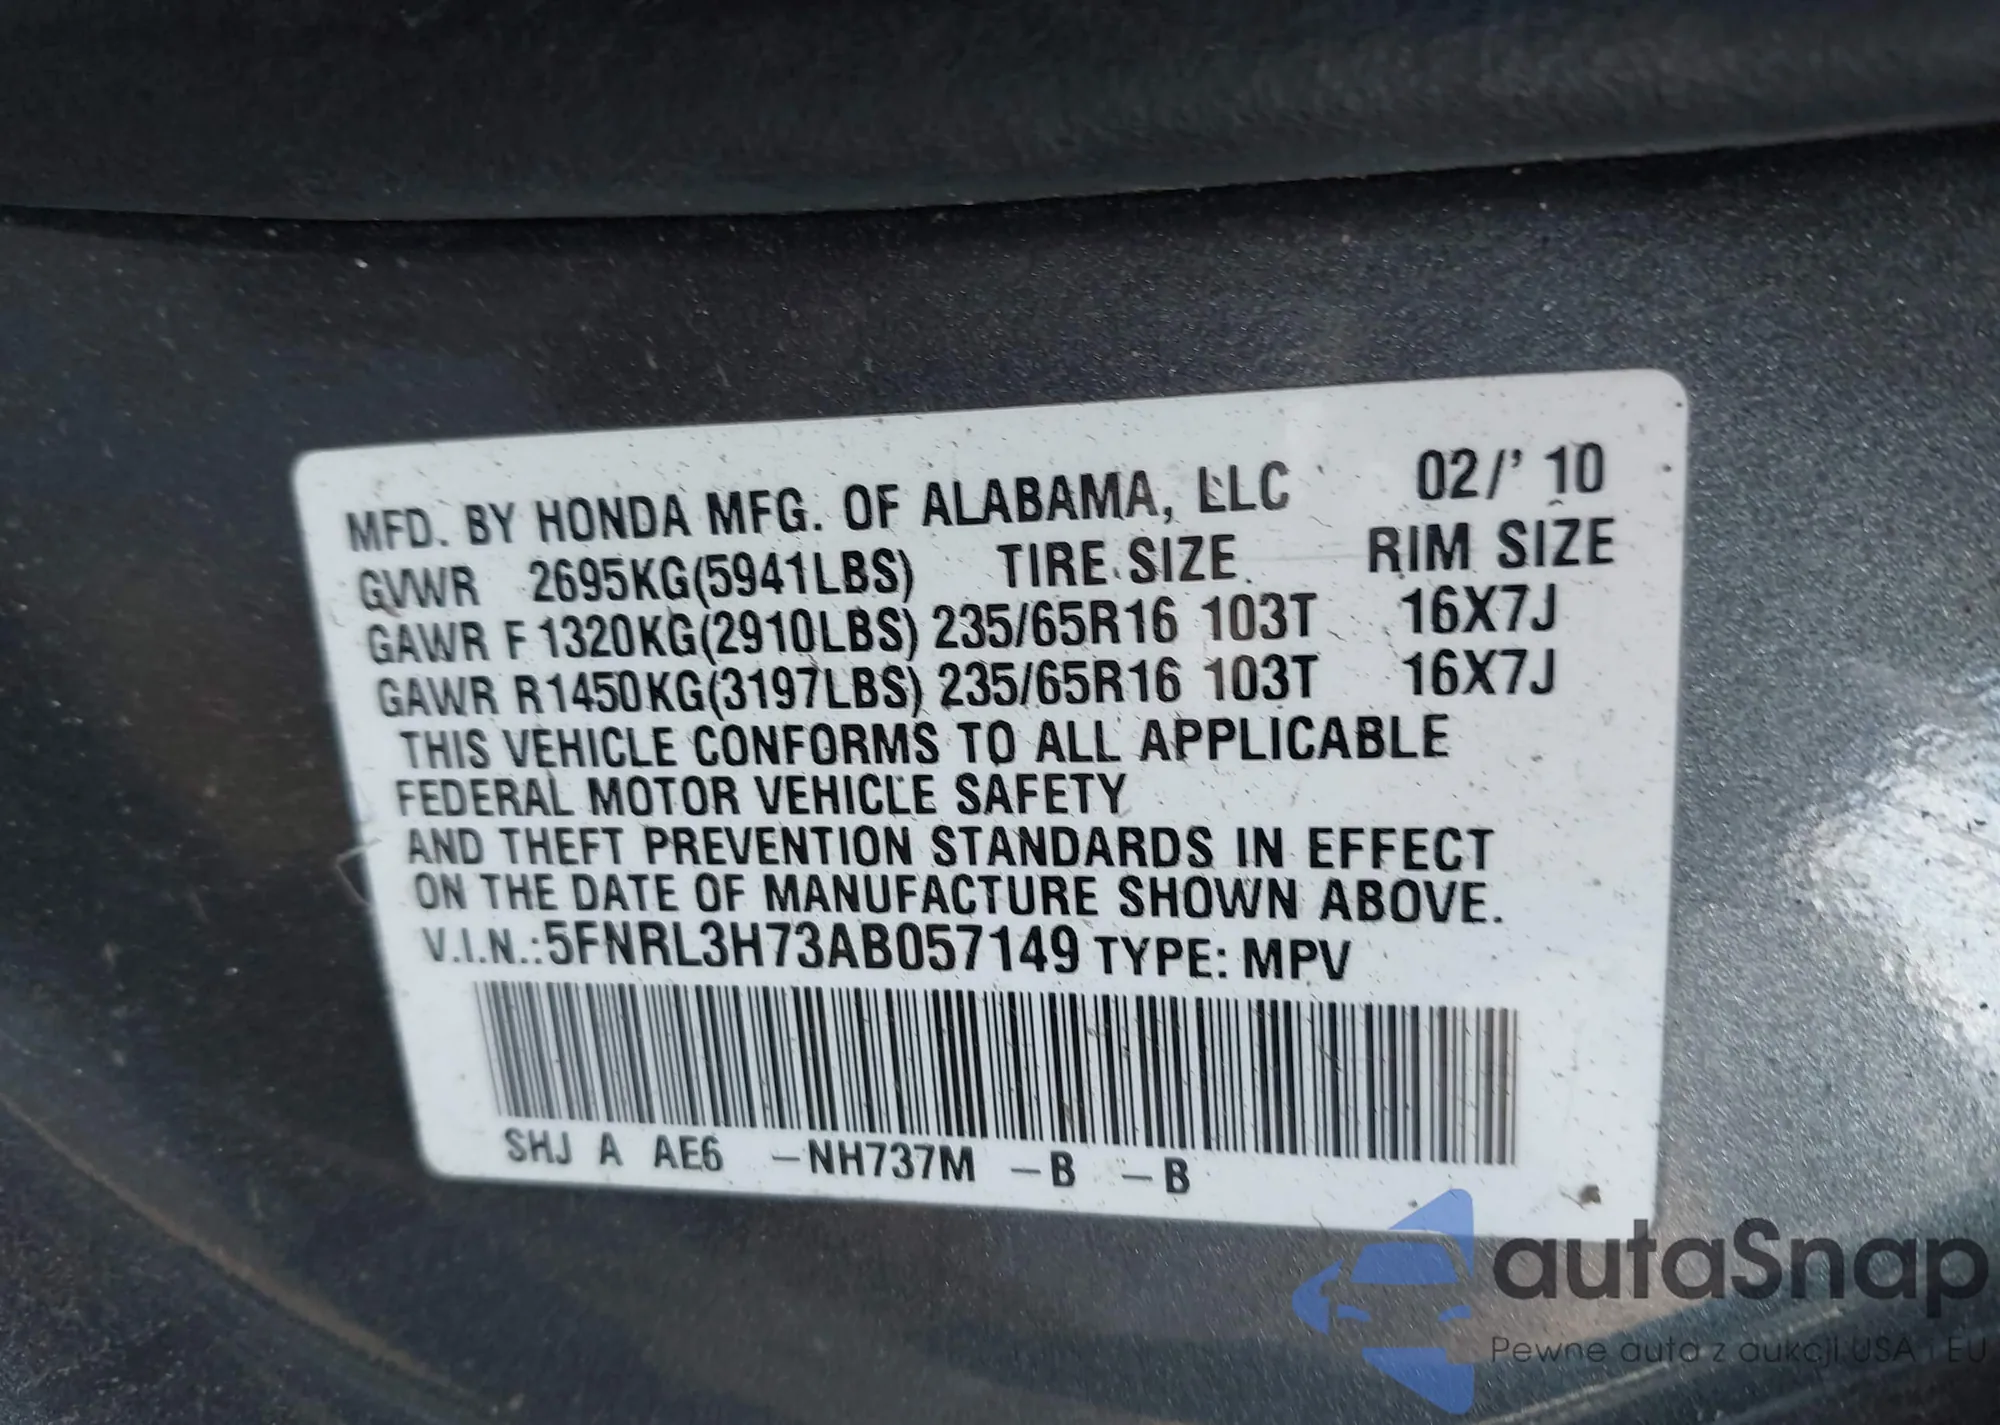 MFD. BY HONDA MFG. OF ALABAMA, LLC 02/' 10
GVWR 2695KG(5941LBS) TIRE SIZE RIM SIZE
GAWR F 1320KG(2910LBS) 235/65R16 103T 16X7J
GAWR R1450KG(3197LBS) 235/65R16 103T 16X7J
THIS VEHICLE CONFORMS TO ALL APPLICABLE
FEDERAL MOTOR VEHICLE SAFETY
AND THEFT PREVENTION STANDARDS IN EFFECT
ON THE DATE OF MANUFACTURE SHOWN ABOVE.
V.I.N.:5FNRL3H73AB057149 TYPE: MPV
SHJ A AE6 -NH737M -B -B
autaSnap
Pewne auta z aukcji USA i EU